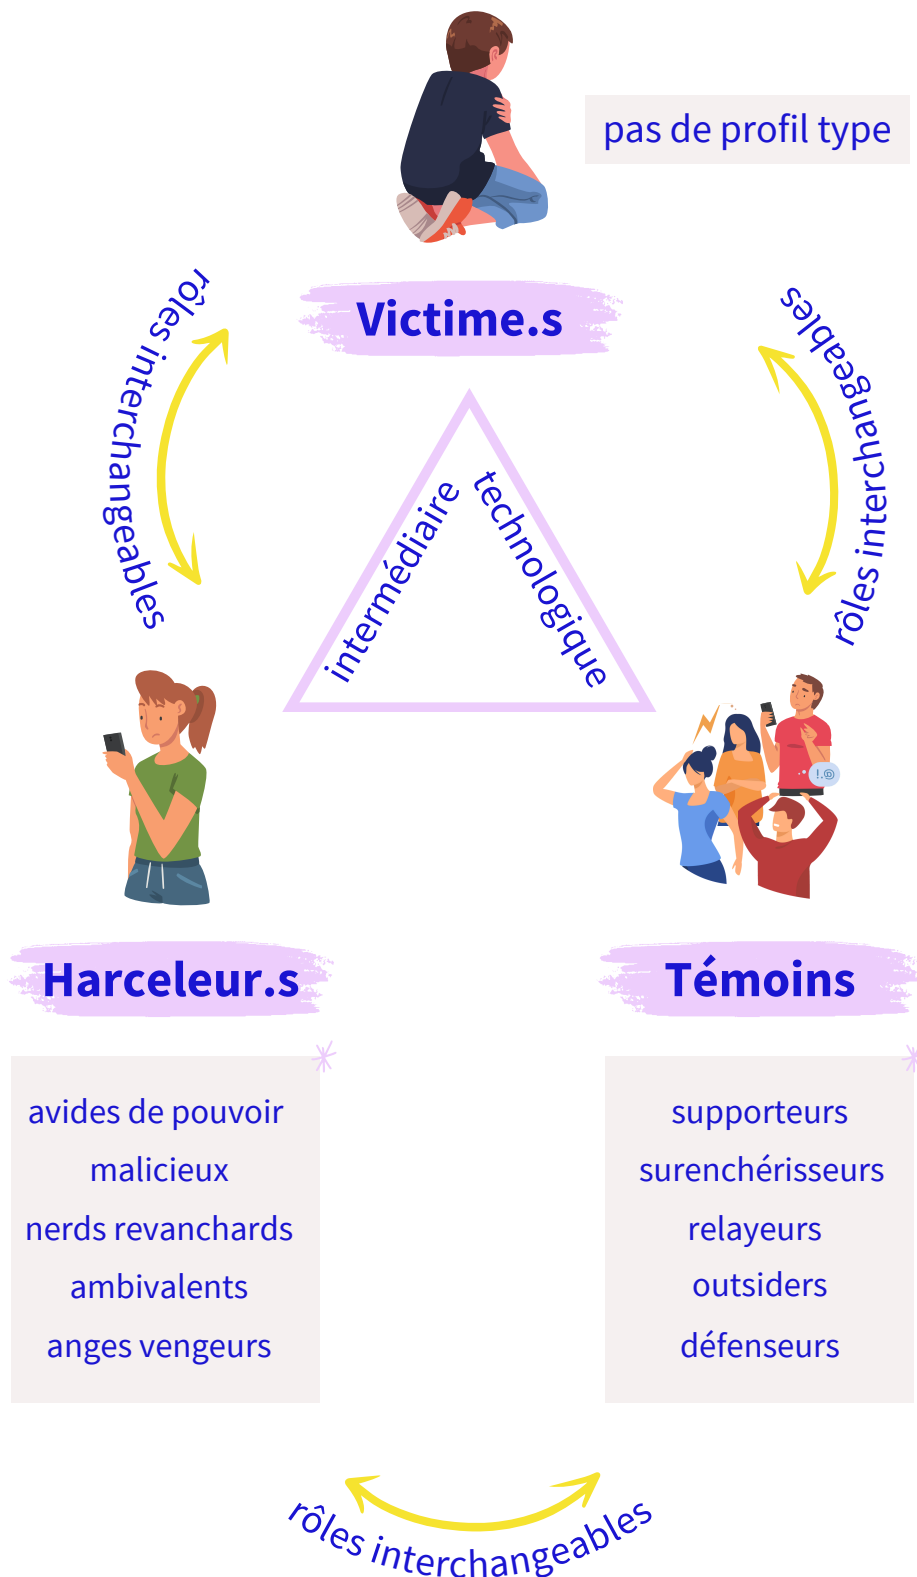 pas de profil type
Victime.s
rôles interchangeables
rôles interchangeables
intermédiaire
technologique
!.@
Harceleur.s
avides de pouvoir
malicieux
nerds revanchards
ambivalents
anges vengeurs
Témoins
supporteurs
surenchérisseurs
relayeurs
outsiders
défenseurs
rôles interchangeables